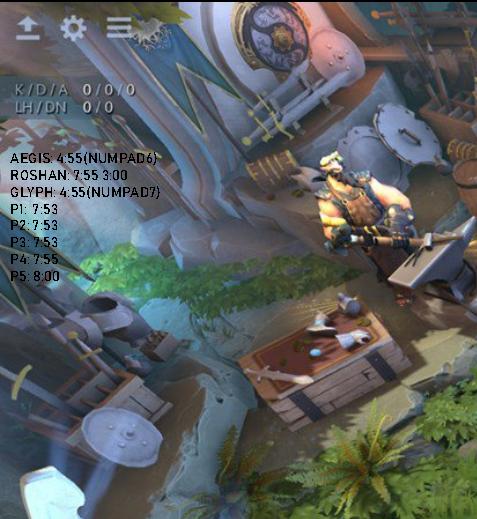 K/D/A 0/0/0
LH/DN 0/0
AEGIS: 4:55(NUMPAD6)
ROSHAN: 7:55 3:00
GLYPH: 4:55(NUMPAD7)
P1: 7:53
P2: 7:53
P3: 7:53
P4: 7:55
P5: 8:00